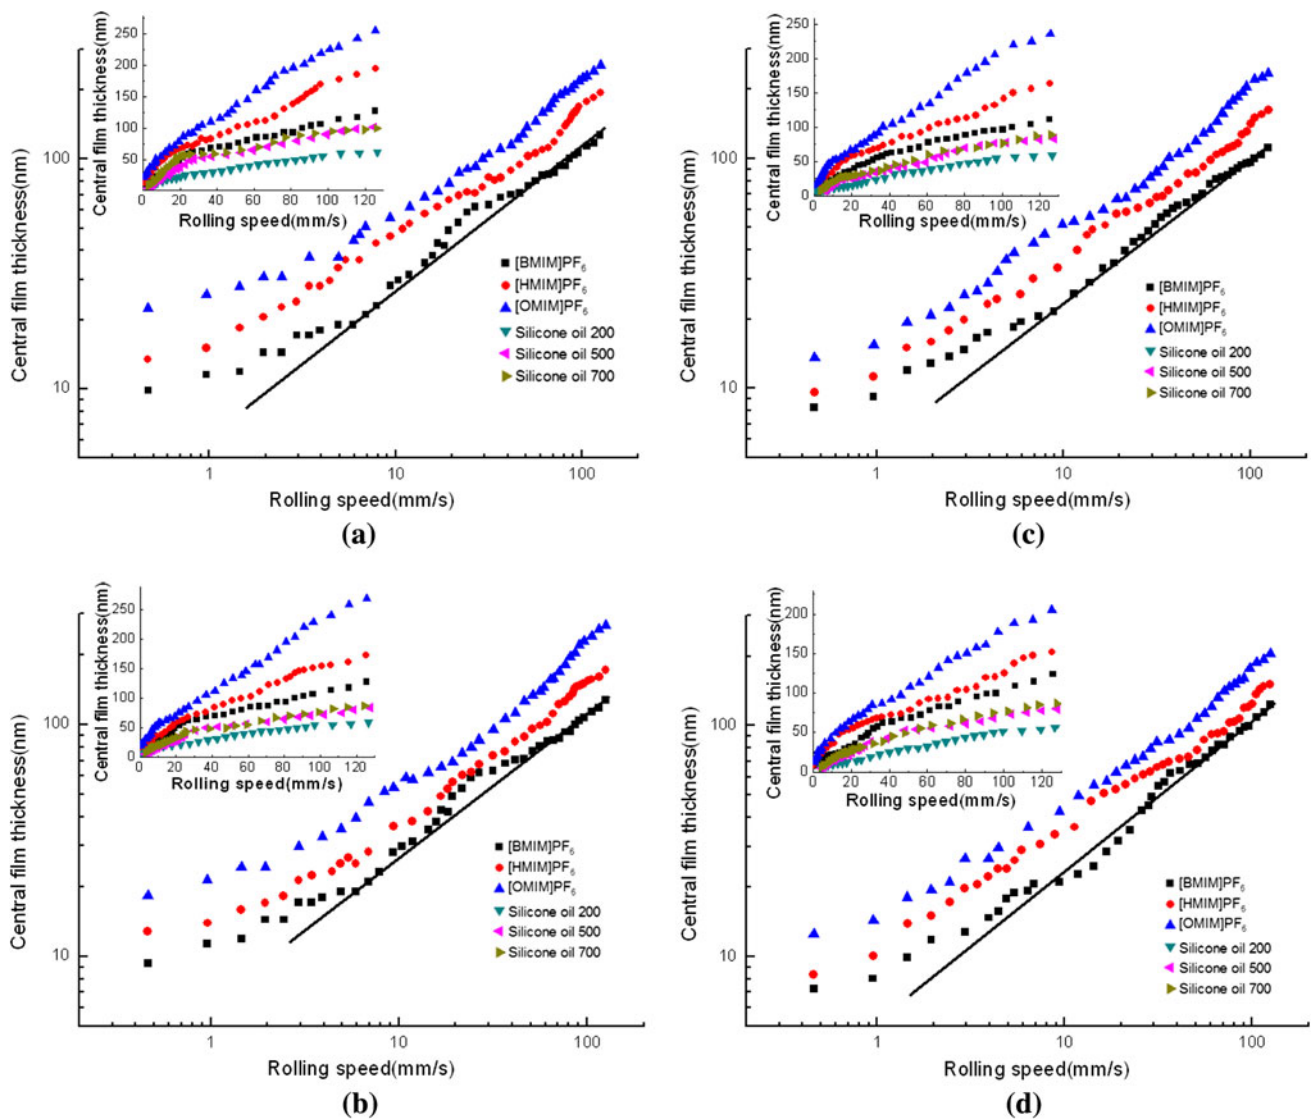 Central film thickness(nm)
250
200
150
100
50
0 20 40 60 80 100 120
Rolling speed(mm/s)
Central film thickness(nm)
100
10
[BMIM]PF6
[HMIM]PF6
[OMIM]PF6
Silicone oil 200
Silicone oil 500
Silicone oil 700
1 10 100
Rolling speed(mm/s)
(a)
Central film thickness(nm)
250
200
150
100
50
0
0 20 40 60 80 100 120
Rolling speed(mm/s)
Central film thickness(nm)
100
10
[BMIM]PF6
[HMIM]PF6
[OMIM]PF6
Silicone oil 200
Silicone oil 500
Silicone oil 700
1 10 100
Rolling speed(mm/s)
(c)
Central film thickness(nm)
250
200
150
100
50
0
0 20 40 60 80 100 120
Rolling speed(mm/s)
Central film thickness(nm)
100
10
[BMIM]PF6
[HMIM]PF6
[OMIM]PF6
Silicone oil 200
Silicone oil 500
Silicone oil 700
1 10 100
Rolling speed(mm/s)
(b)
Central film thickness(nm)
200
150
100
50
0
0 20 40 60 80 100 120
Rolling speed(mm/s)
Central film thickness(nm)
100
10
[BMIM]PF6
[HMIM]PF6
[OMIM]PF6
Silicone oil 200
Silicone oil 500
Silicone oil 700
1 10 100
Rolling speed(mm/s)
(d)